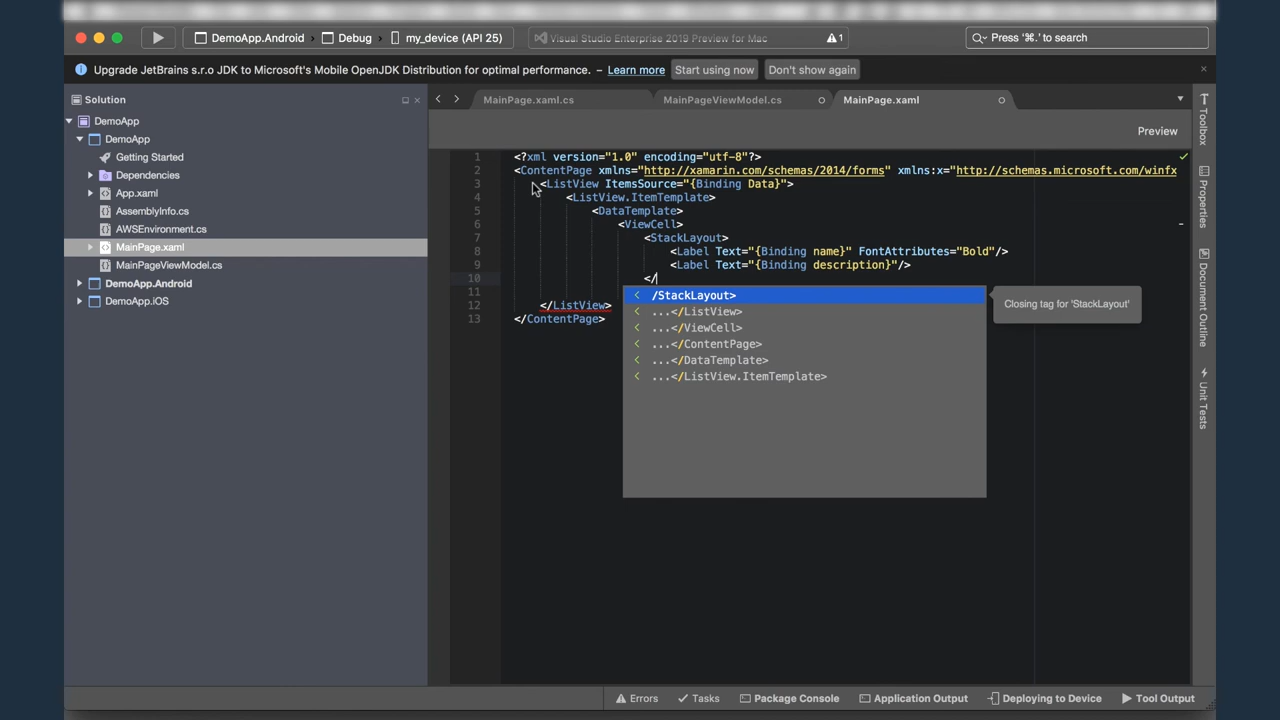 DemoApp.Android > Debug > my_device (API 25)
Visual Studio Enterprise 2019 Preview for Mac
1
Press '⌘.' to search
Upgrade JetBrains s.r.o JDK to Microsoft's Mobile OpenJDK Distribution for optimal performance. – Learn more
Start using now
Don't show again
Solution
DemoApp
DemoApp
Getting Started
Dependencies
App.xaml
AssemblyInfo.cs
AWSEnvironment.cs
MainPage.xaml
MainPageViewModel.cs
DemoApp.Android
DemoApp.iOS
MainPage.xaml.cs
MainPageViewModel.cs
MainPage.xaml
Preview
1 <?xml version="1.0" encoding="utf-8"?>
2 <ContentPage xmlns="http://xamarin.com/schemas/2014/forms" xmlns:x="http://schemas.microsoft.com/winfx
3 <ListView ItemsSource="{Binding Data}">
4 <ListView.ItemTemplate>
5 <DataTemplate>
6 <ViewCell>
7 <StackLayout>
8 <Label Text="{Binding name}" FontAttributes="Bold"/>
9 <Label Text="{Binding description}"/>
10 </
11
12 </ListView>
13 </ContentPage>
/StackLayout>
...</ListView>
...</ViewCell>
...</ContentPage>
...</DataTemplate>
...</ListView.ItemTemplate>
Closing tag for 'StackLayout'
Toolbox
Properties
Document Outline
Unit Tests
Errors
Tasks
Package Console
Application Output
Deploying to Device
Tool Output